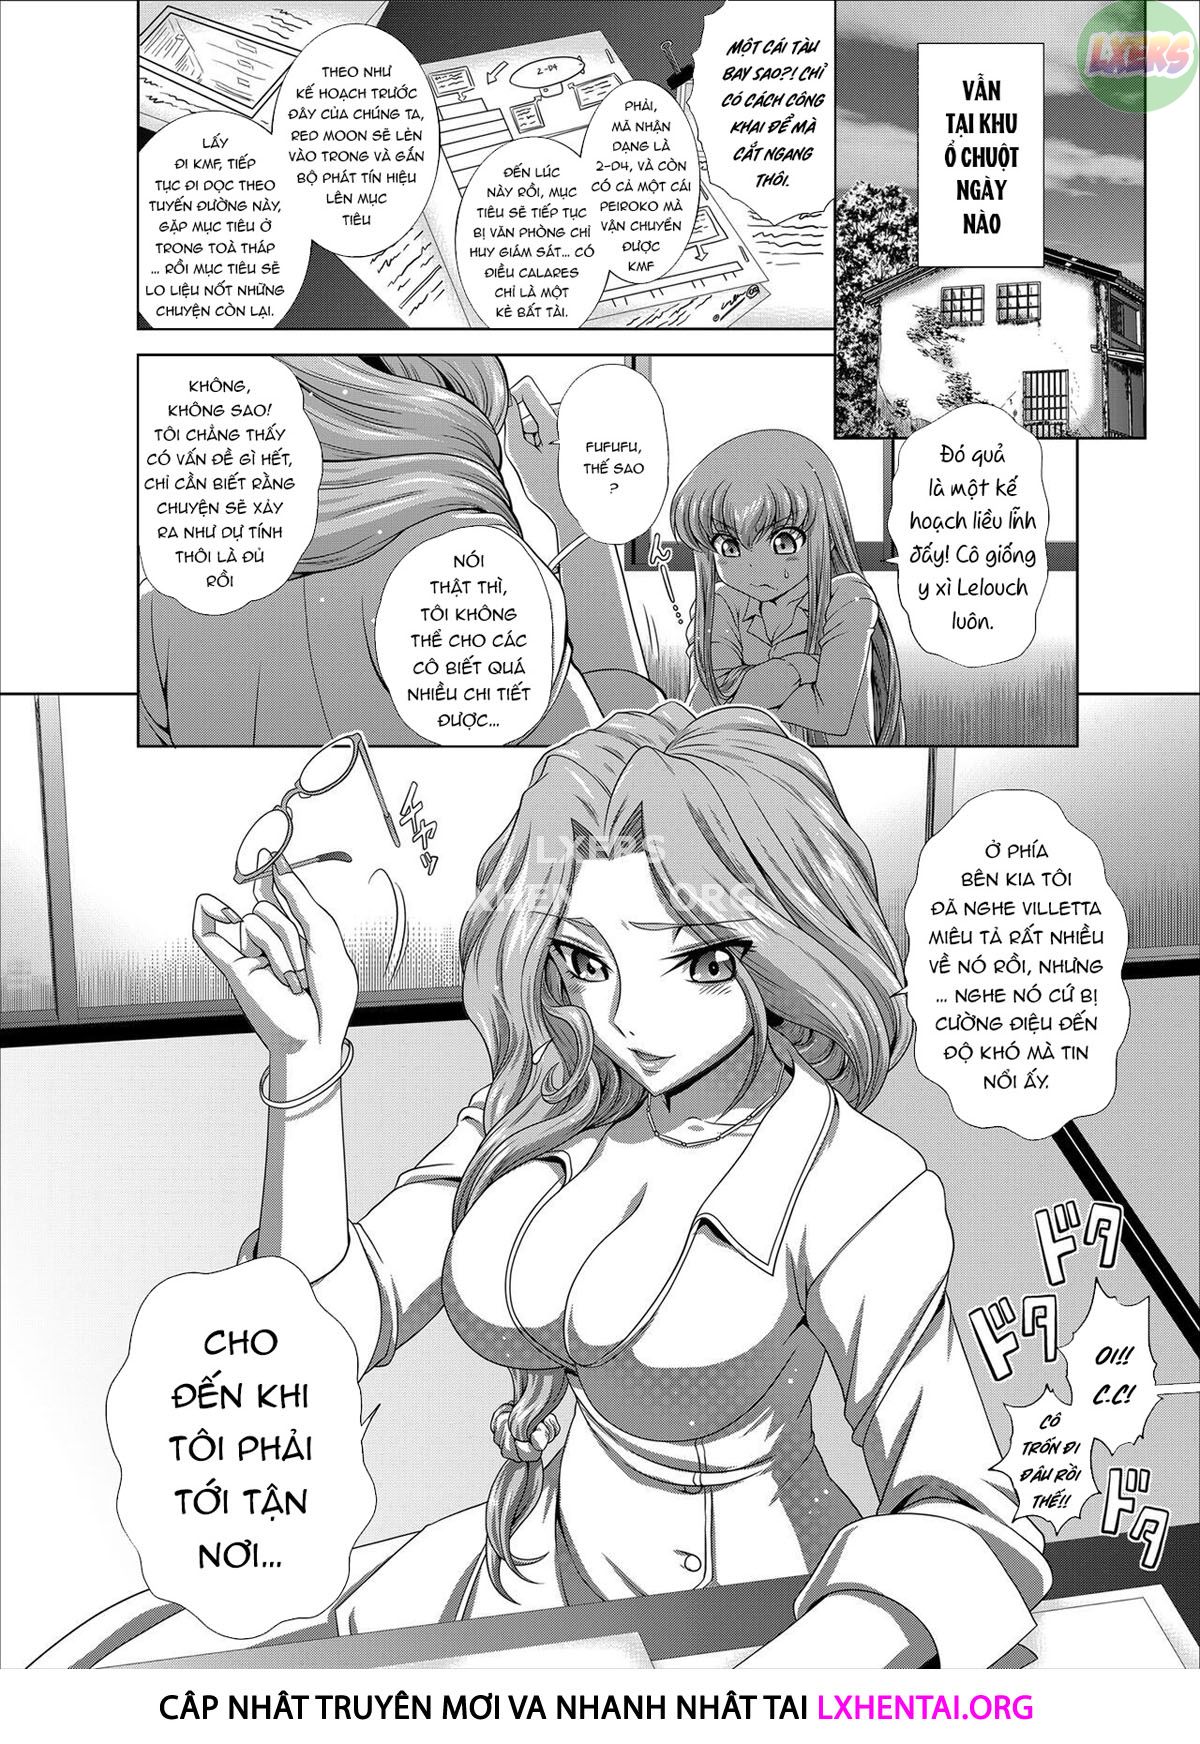 LXERS
VẪN
TẠI KHU
Ổ CHUỘT
NGÀY
NÀO
MỘT CÁI TÀU
BAY SAO?! CHỈ
CÓ CÁCH CÔNG
KHAI ĐỂ MÀ
CẮT NGANG
THÔI.
2-D4
PHẢI,
MÃ NHẬN
DẠNG LÀ
2-D4, VÀ CÒN
CÓ CẢ MỘT CÁI
PEIROKO MÀ
VẬN CHUYỂN
ĐƯỢC
KMF
ĐẾN LÚC
NÀY RỒI, MỤC
TIÊU SẼ TIẾP TỤC
BỊ VĂN PHÒNG CHỈ
HUY GIÁM SÁT... CÓ
ĐIỀU CALARES
CHỈ LÀ MỘT
KẺ BẤT TÀI.
THEO NHƯ
KẾ HOẠCH TRƯỚC
ĐÂY CỦA CHÚNG TA,
RED MOON SẼ LẺN
VÀO TRONG VÀ GẮN
BỘ PHÁT TÍN HIỆU
LÊN MỤC
TIÊU
LẤY
ĐI KMF, TIẾP
TỤC ĐI DỌC THEO
TUYẾN ĐƯỜNG NÀY,
GẶP MỤC TIÊU Ở
TRONG TOÀ THÁP
... RỒI MỤC TIÊU SẼ
LO LIỆU NỐT NHỮNG
CHUYỆN CÒN LẠI.
Đó quả
là một kế
hoạch liều lĩnh
đấy! Cô giống
y xì Lelouch
luôn.
ん…
FUFUFU,
THẾ SAO
?
NÓI
THẬT THÌ,
TÔI KHÔNG
THỂ CHO CÁC
CÔ BIẾT QUÁ
NHIỀU CHI TIẾT
ĐƯỢC...
KHÔNG,
KHÔNG SAO!
TÔI CHẲNG THẤY
CÓ VẤN ĐỀ GÌ HẾT,
CHỈ CẦN BIẾT RẰNG
CHUYỆN SẼ XẢY
RA NHƯ DỰ TÍNH
THÔI LÀ ĐỦ
RỒI
チャッ
LXERS
LXHENTAI.ORG
Ở PHÍA
BÊN KIA TÔI
ĐÃ NGHE VILLETTA
MIÊU TẢ RẤT NHIỀU
VỀ NÓ RỒI, NHƯNG
... NGHE NÓ CỨ BỊ
CƯỜNG ĐIỆU ĐẾN
ĐỘ KHÓ MÀ TIN
NỔI ẤY.
ドタ
ドタ
OI!!
C.C!
CÔ
TRỐN ĐI
ĐÂU RỒI
THẾ!!
ドタ
CHO
ĐẾN KHI
TÔI PHẢI
TỚI TẬN
NƠI...
CẬP NHẬT TRUYỆN MỚI VÀ NHANH NHẤT TẠI LXHENTAI.ORG